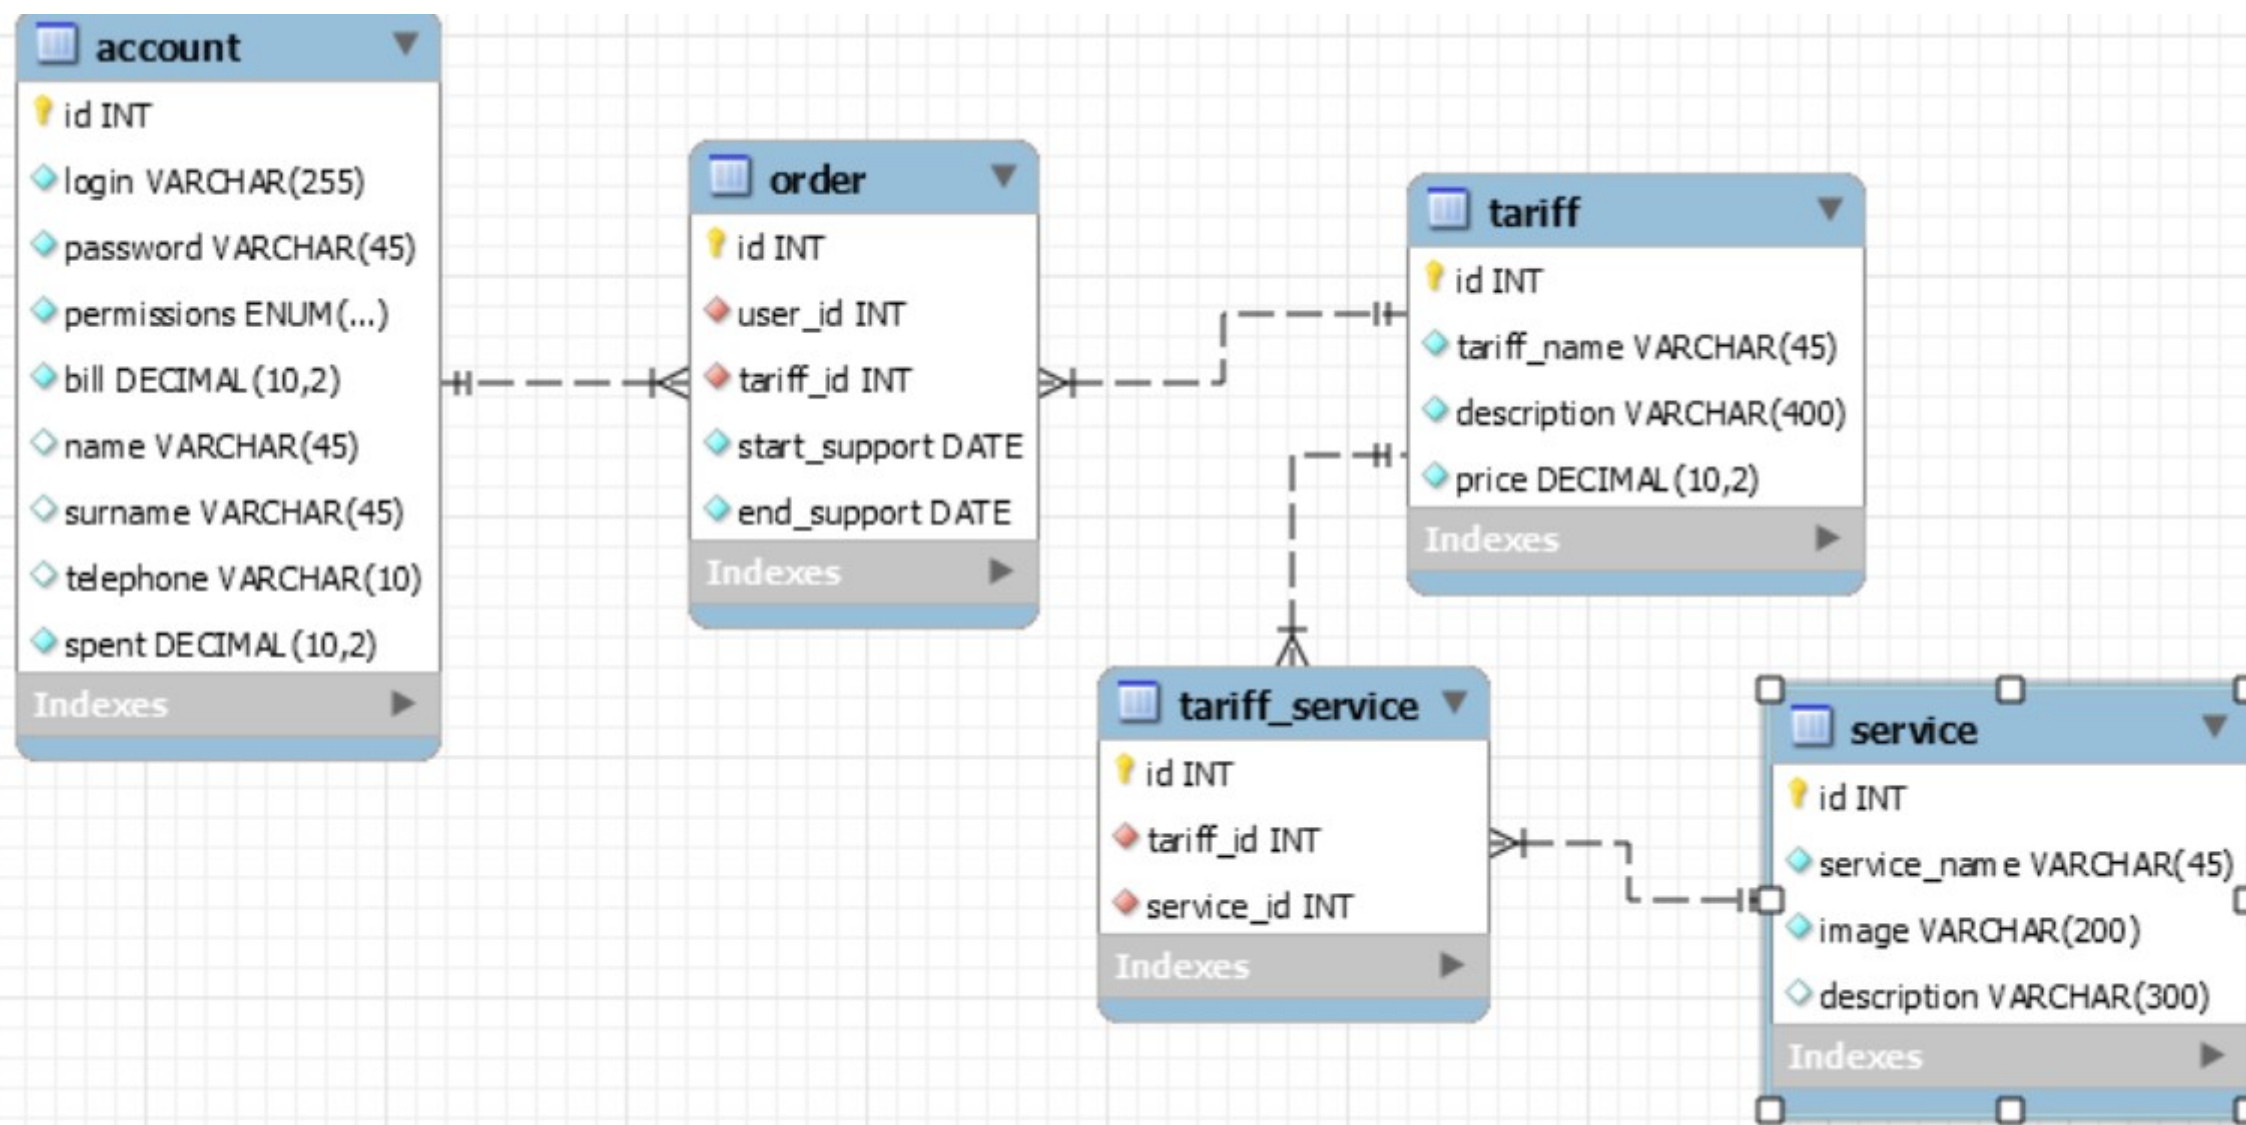 account
id INT
login VARCHAR(255)
password VARCHAR(45)
permissions ENUM(...)
bill DECIMAL(10,2)
name VARCHAR(45)
surname VARCHAR(45)
telephone VARCHAR(10)
spent DECIMAL(10,2)
Indexes
order
id INT
user_id INT
tariff_id INT
start_support DATE
end_support DATE
Indexes
tariff
id INT
tariff_name VARCHAR(45)
description VARCHAR(400)
price DECIMAL(10,2)
Indexes
tariff_service
id INT
tariff_id INT
service_id INT
Indexes
service
id INT
service_name VARCHAR(45)
image VARCHAR(200)
description VARCHAR(300)
Indexes